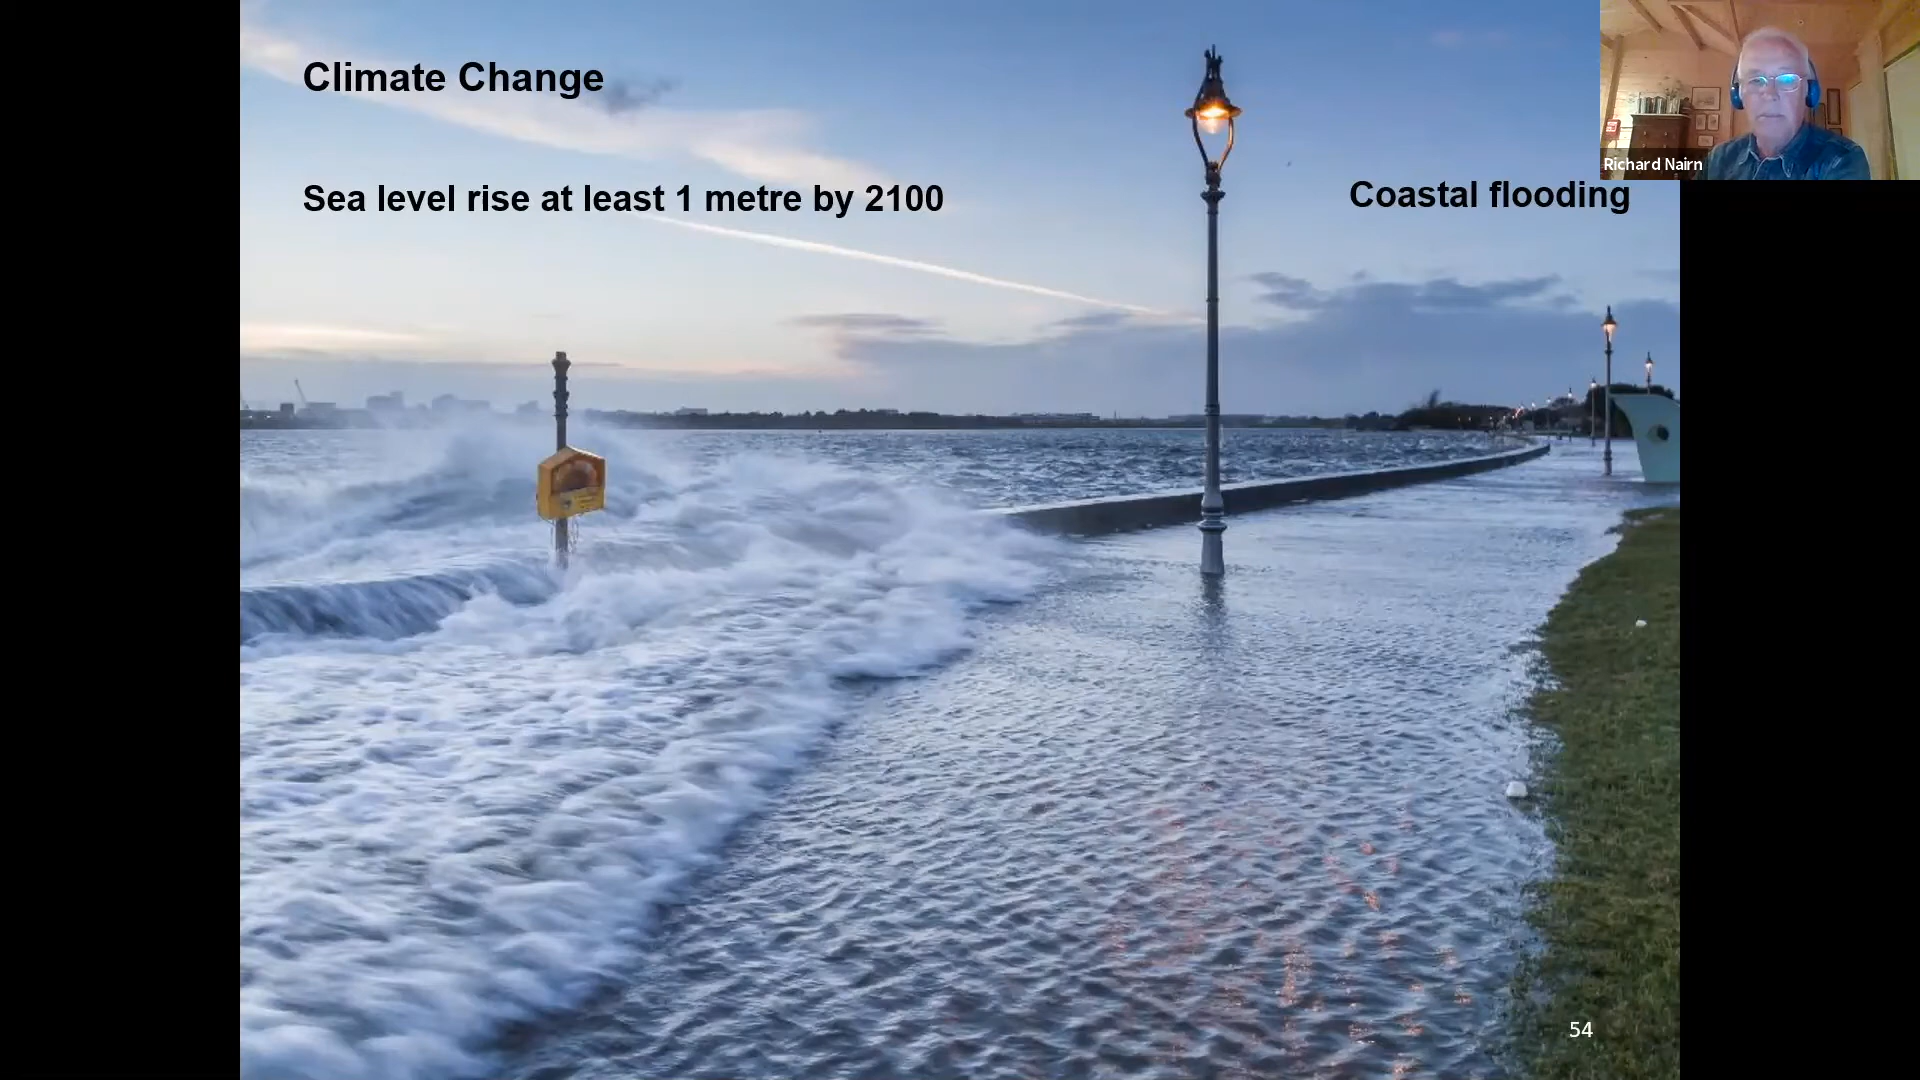 Climate Change
Richard Nairn
Sea level rise at least 1 metre by 2100
Coastal flooding
54